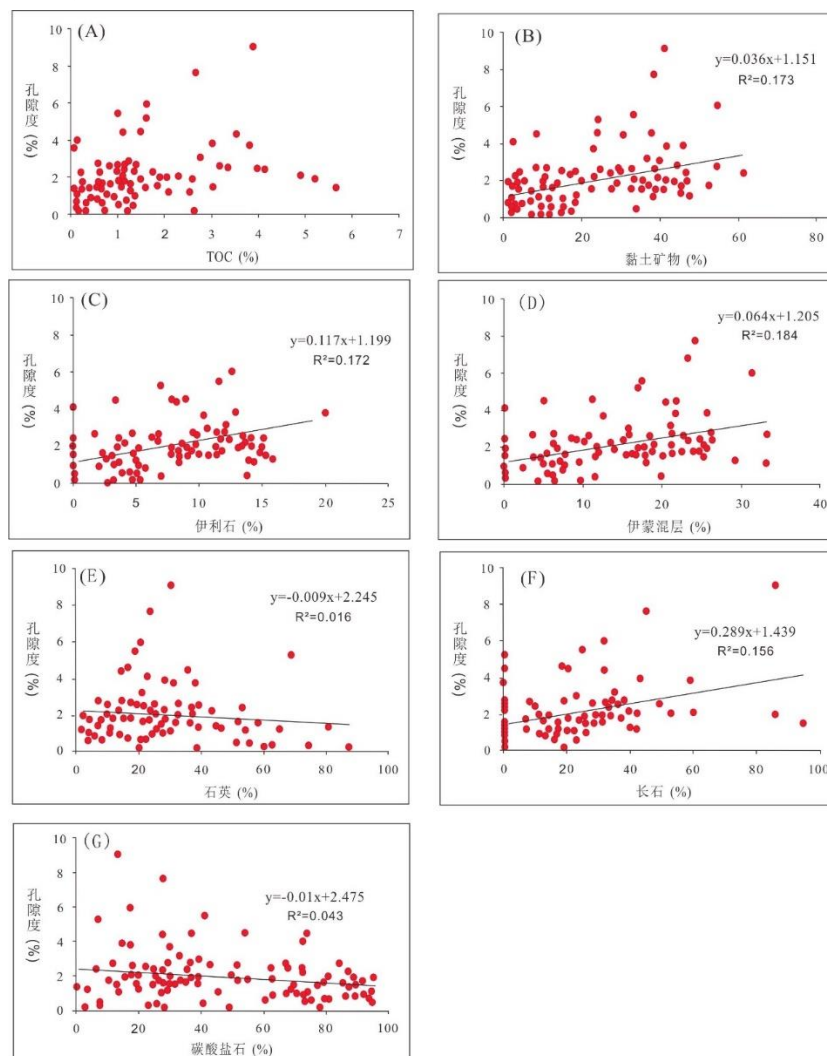 (A)
10
8
6
4
2
0
孔隙度 (%)
0 1 2 3 4 5 6 7
TOC (%)
(B)
y=0.036x+1.151
R²=0.173
10
8
6
4
2
0
孔隙度 (%)
0 20 40 60 80
黏土矿物 (%)
(C)
y=0.117x+1.199
R²=0.172
10
8
6
4
2
0
孔隙度 (%)
0 5 10 15 20 25
伊利石 (%)
(D)
y=0.064x+1.205
R²=0.184
10
8
6
4
2
0
孔隙度 (%)
0 10 20 30 40
伊蒙混层 (%)
(E)
y=-0.009x+2.245
R²=0.016
10
8
6
4
2
0
孔隙度 (%)
0 20 40 60 80 100
石英 (%)
(F)
y=0.289x+1.439
R²=0.156
10
8
6
4
2
0
孔隙度 (%)
0 20 40 60 80 100
长石 (%)
(G)
y=-0.01x+2.475
R²=0.043
10
8
6
4
2
0
孔隙度 (%)
0 20 40 60 80 100
碳酸盐石 (%)